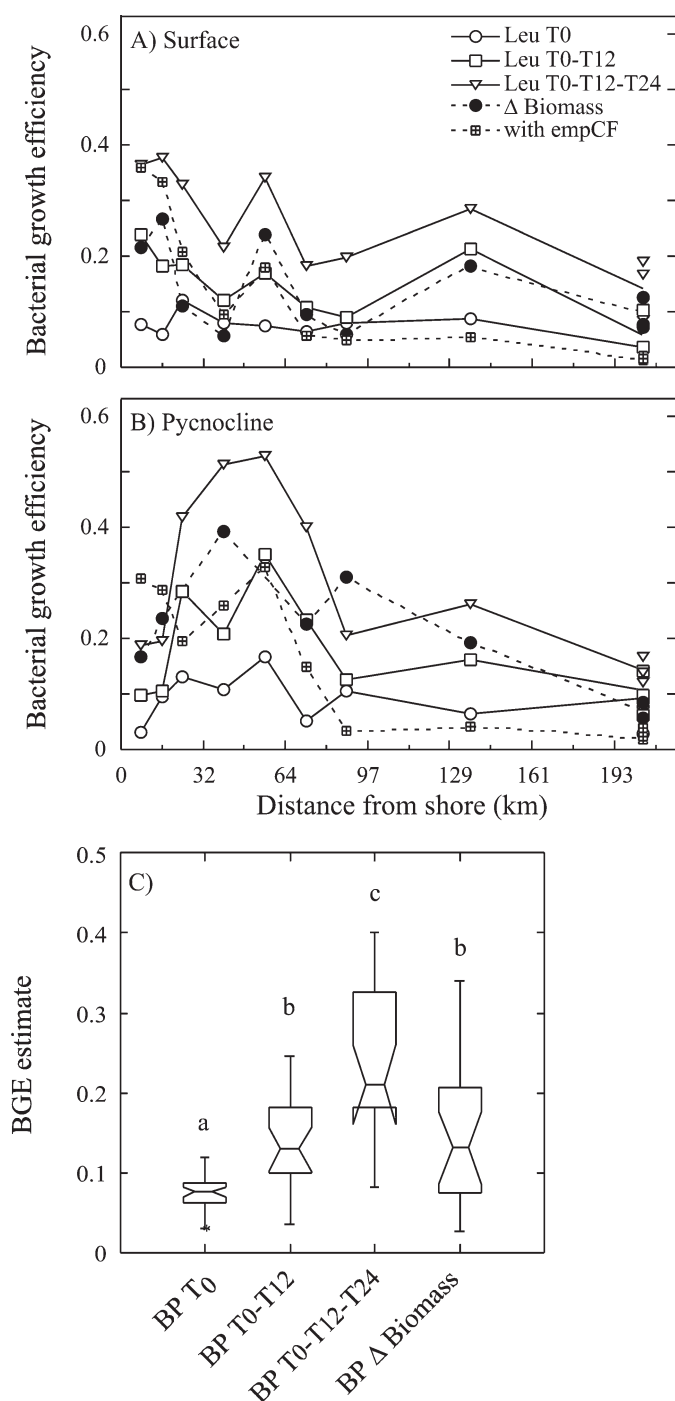 A) Surface
Leu T0
Leu T0-T12
Leu T0-T12-T24
Δ Biomass
with empCF
0.6
0.4
0.2
0
Bacterial growth efficiency
B) Pycnocline
0.6
0.4
0.2
0
Bacterial growth efficiency
0 32 64 97 129 161 193
Distance from shore (km)
C)
0.5
0.4
0.3
0.2
0.1
0
BGE estimate
a
b
c
b
*
BP T0
BP T0-T12
BP T0-T12-T24
BP Δ Biomass